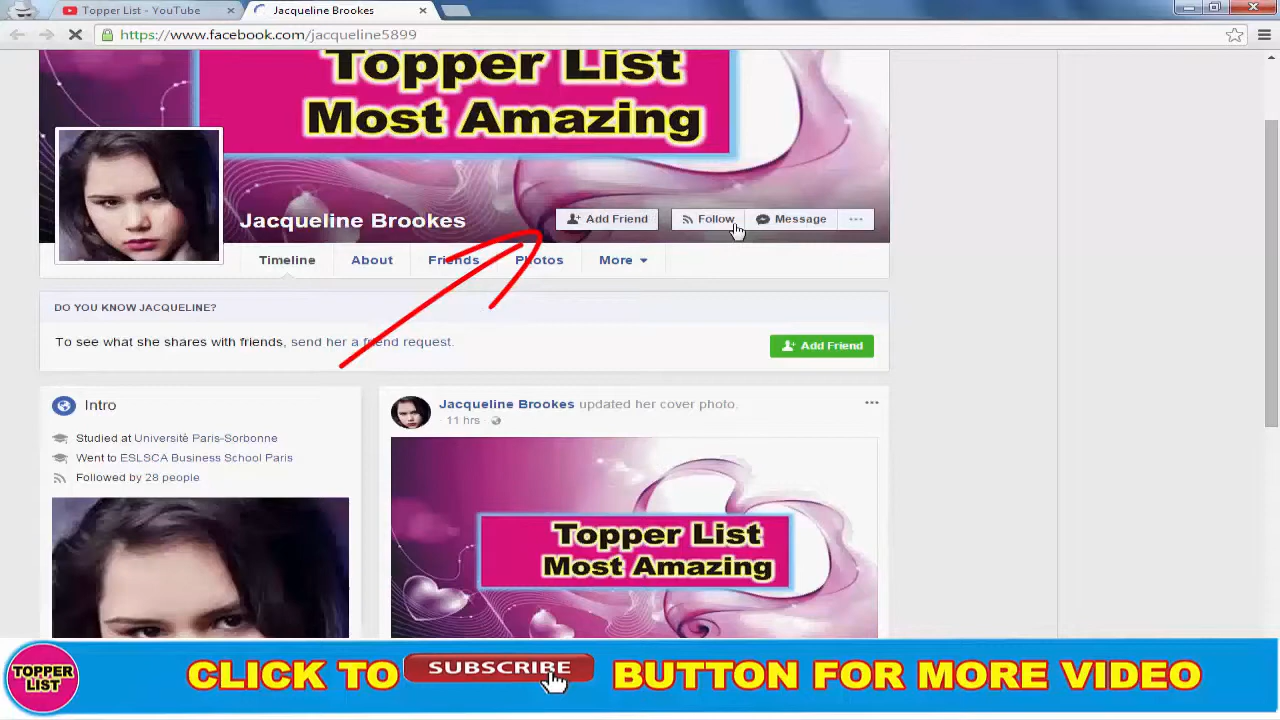 Topper List - YouTube
Jacqueline Brookes
https://www.facebook.com/jacqueline5899
Topper List
Most Amazing
Jacqueline Brookes
Add Friend
Follow
Message
Timeline
About
Friends
Photos
More
DO YOU KNOW JACQUELINE?
To see what she shares with friends, send her a friend request.
Add Friend
Intro
Studied at Université Paris-Sorbonne
Went to ESLSCA Business School Paris
Followed by 28 people
Jacqueline Brookes updated her cover photo.
· 11 hrs
Topper List
Most Amazing
TOPPER
LIST
CLICK TO SUBSCRIBE BUTTON FOR MORE VIDEO